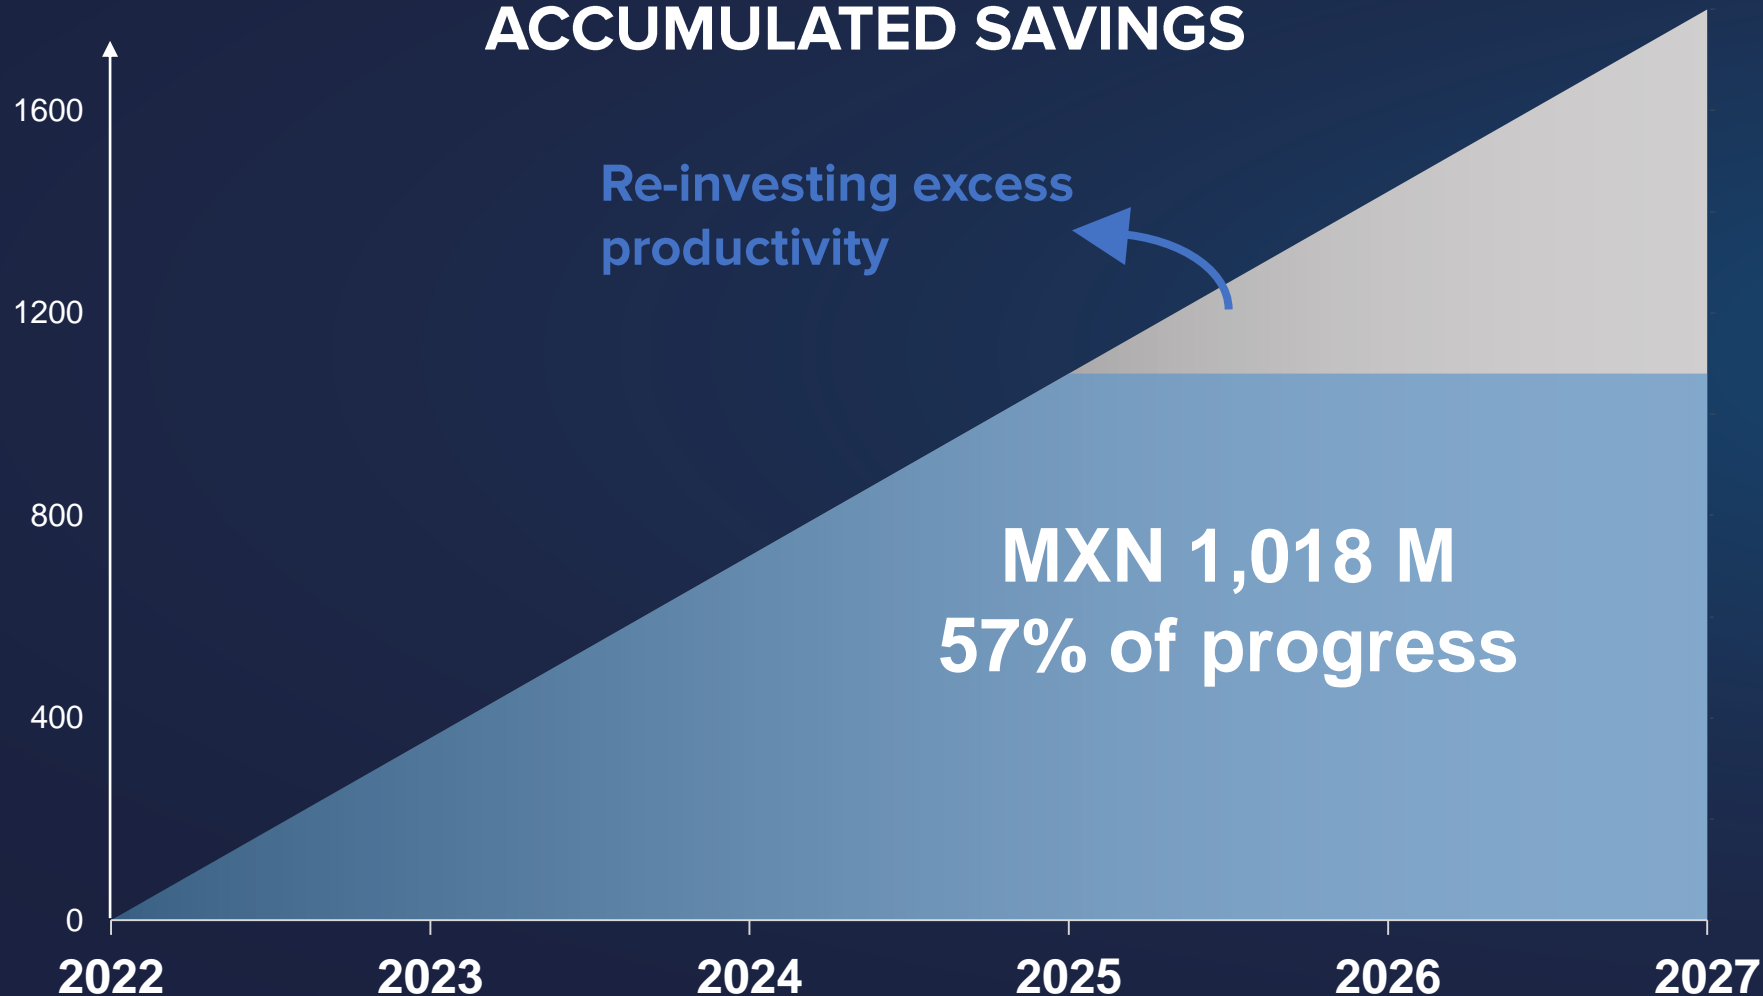 ACCUMULATED SAVINGS
1600
Re-investing excess
productivity
1200
800
MXN 1,018 M
57% of progress
400
0
2022 2023 2024 2025 2026 2027